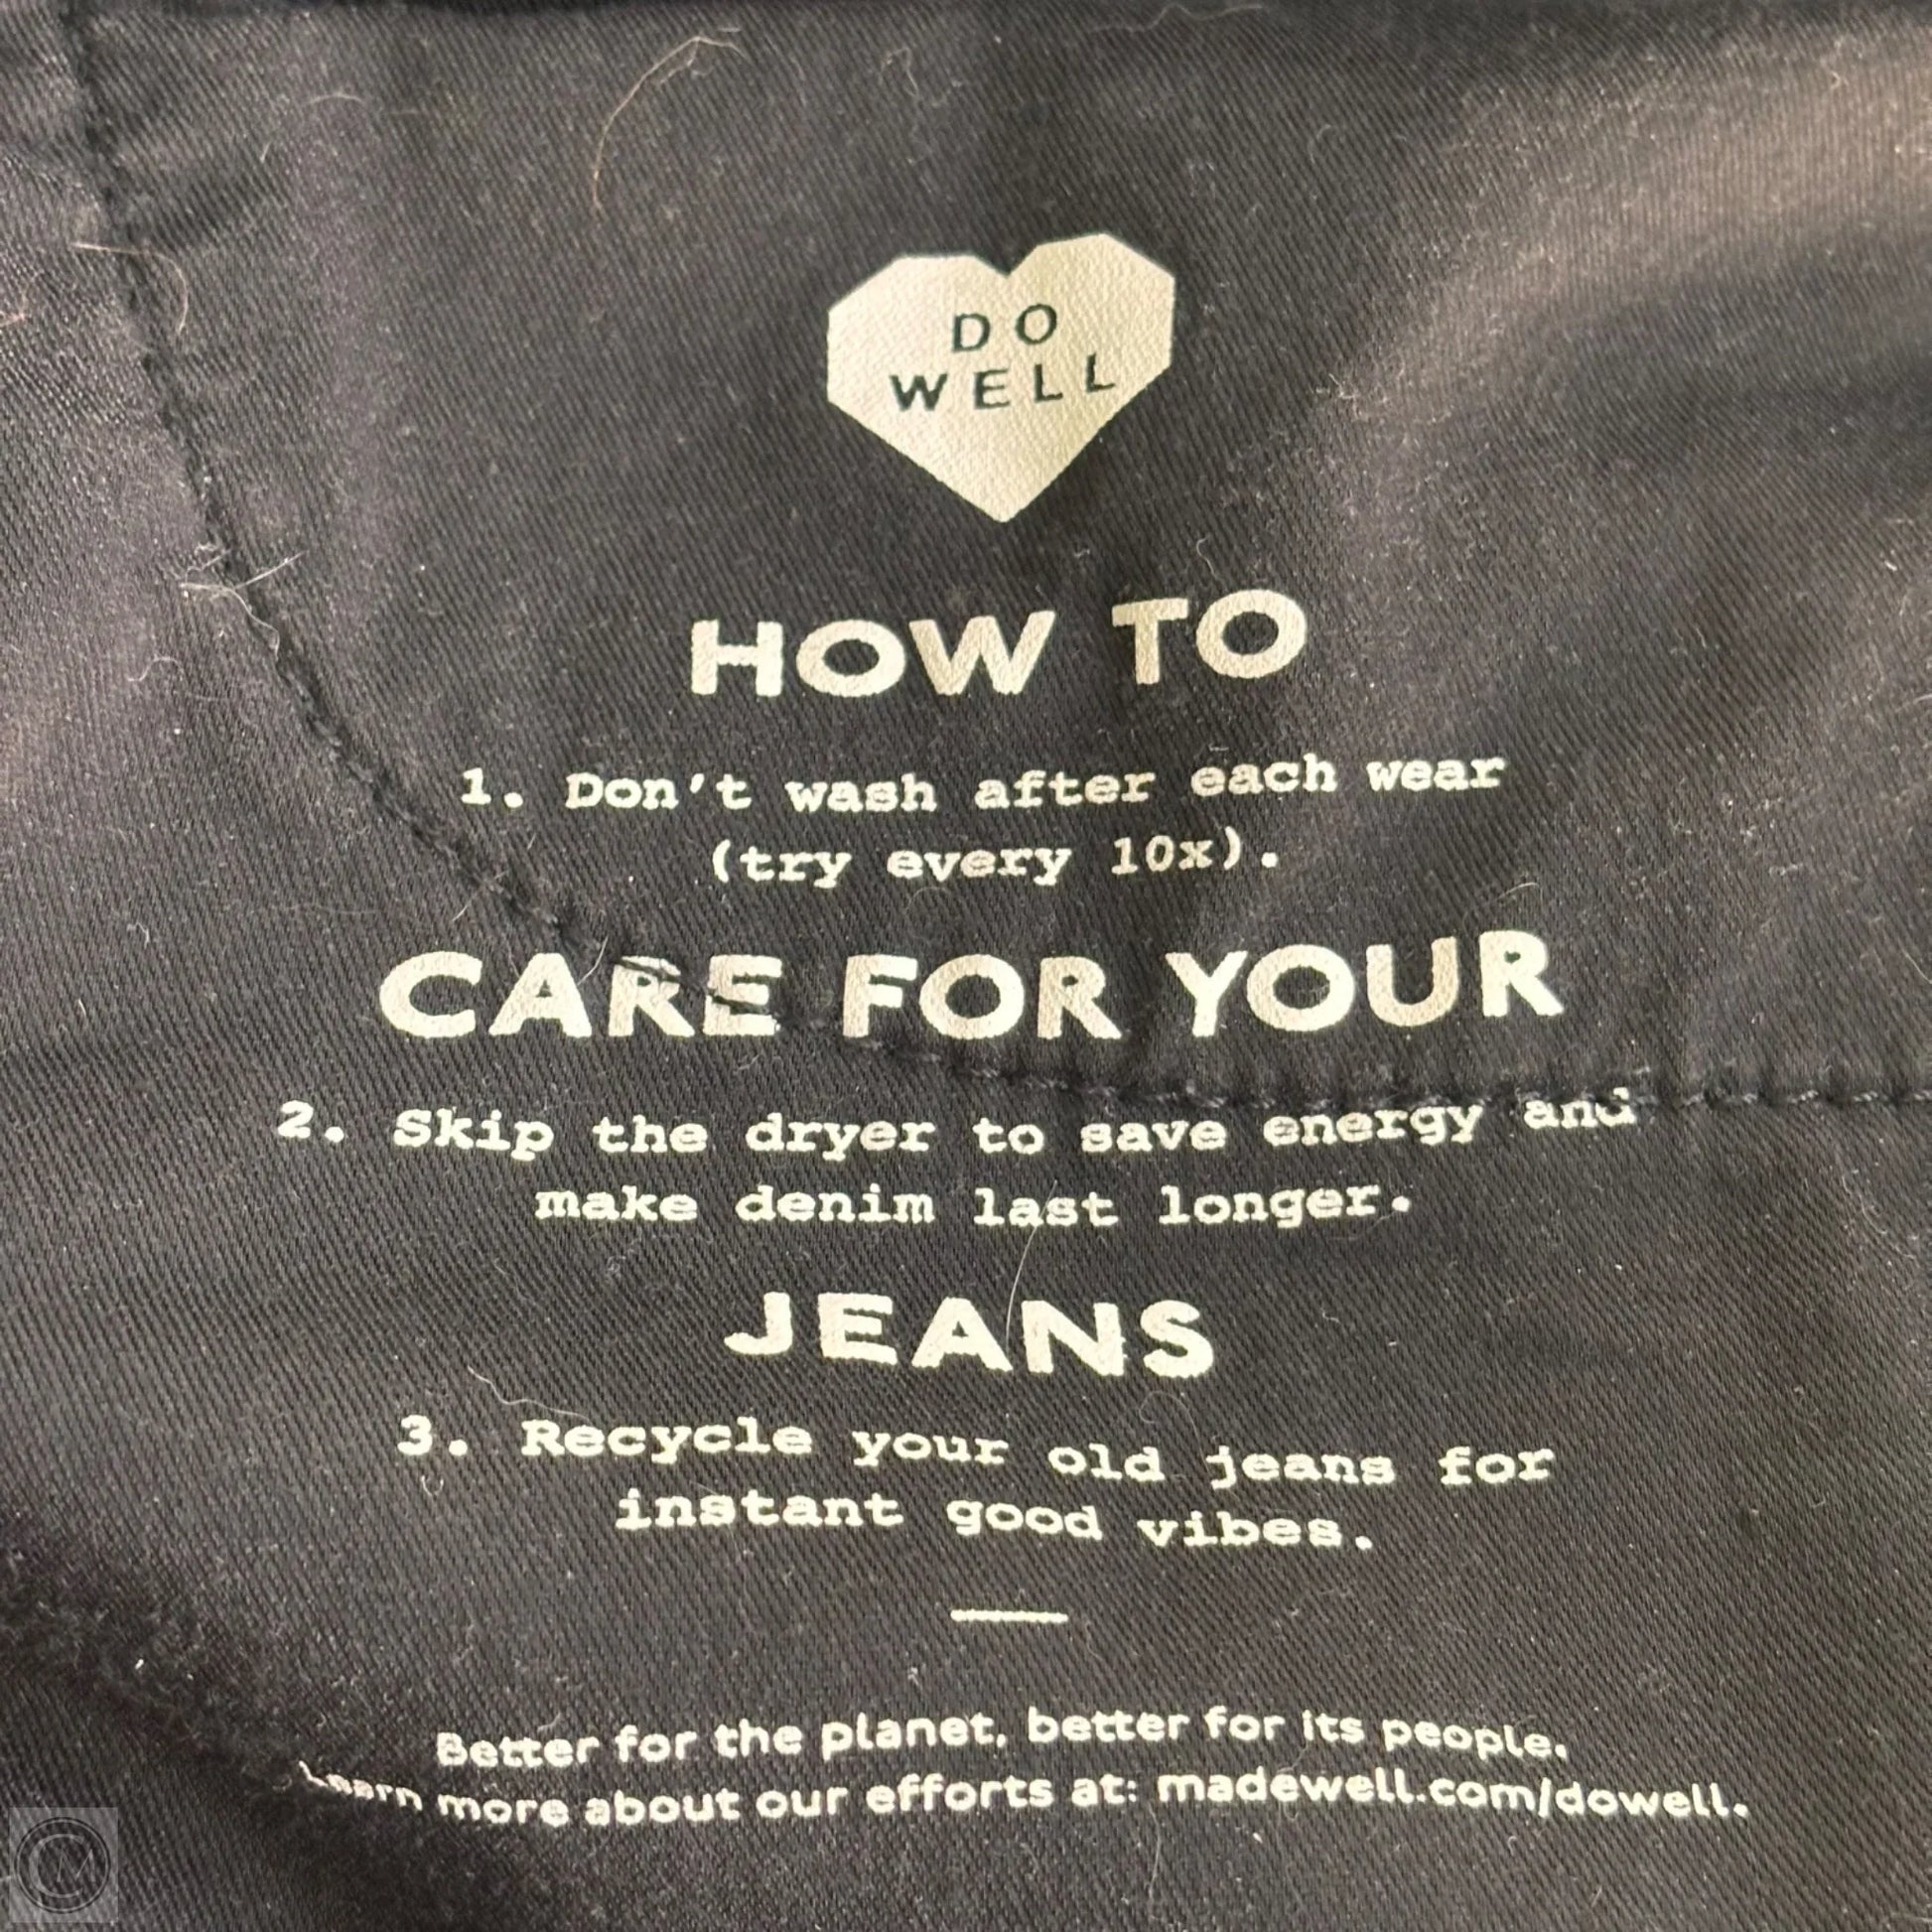 DO
WELL
HOW TO
1. Don't wash after each wear
(try every 10x).
CARE FOR YOUR
2. Skip the dryer to save energy and
make denim last longer.
JEANS
3. Recycle your old jeans for
instant good vibes.
Better for the planet, better for its people.
Learn more about our efforts at: madewell.com/dowell.
CM